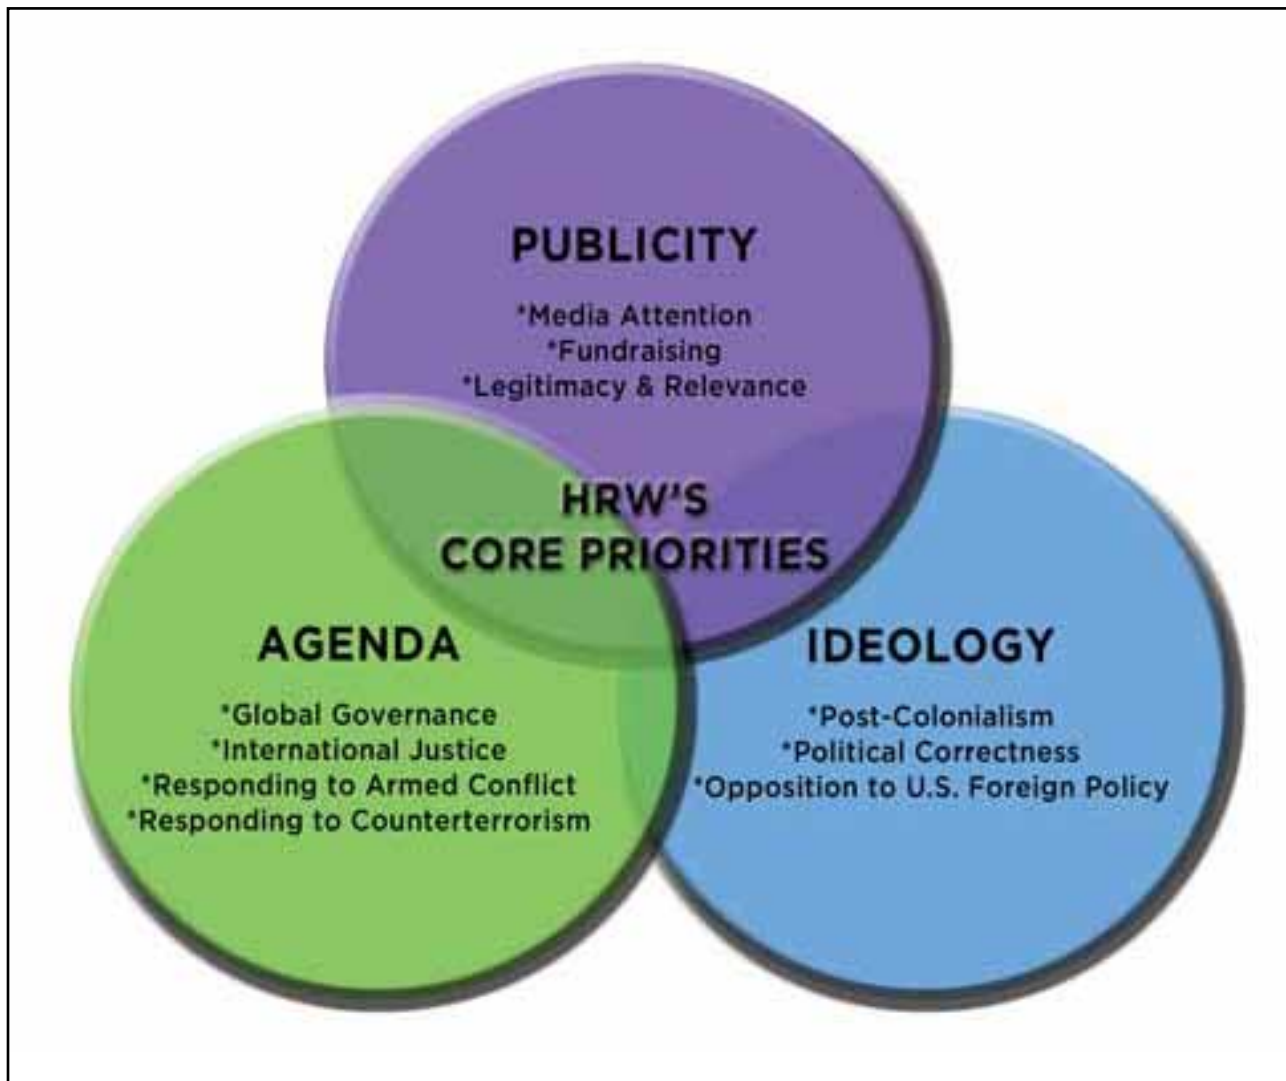 PUBLICITY
*Media Attention
*Fundraising
*Legitimacy & Relevance
HRW'S
CORE PRIORITIES
AGENDA
*Global Governance
*International Justice
*Responding to Armed Conflict
*Responding to Counterterrorism
IDEOLOGY
*Post-Colonialism
*Political Correctness
*Opposition to U.S. Foreign Policy